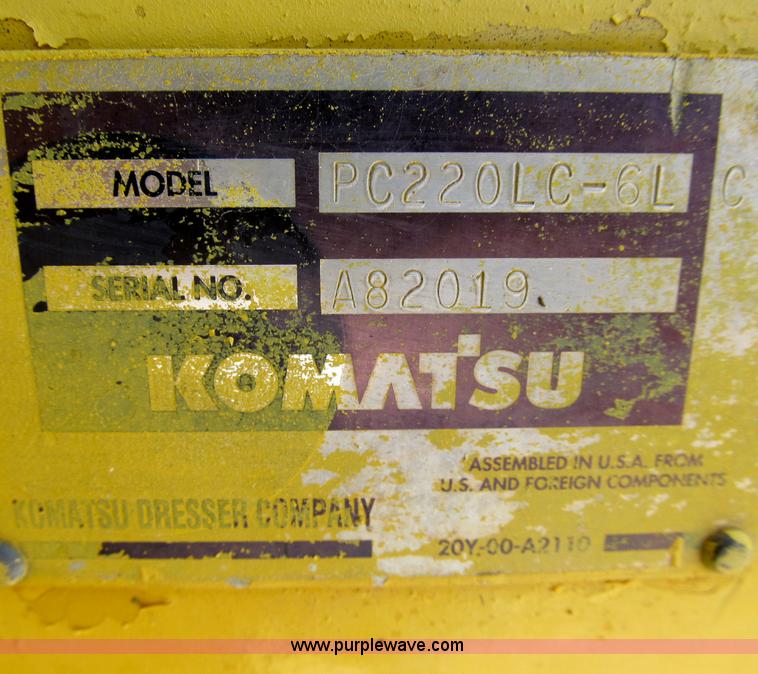 MODEL PC220LC-6L C
SERIAL NO. A82019
KOMATSU
ASSEMBLED IN U.S.A. FROM
U.S. AND FOREIGN COMPONENTS
KOMATSU DRESSER COMPANY
20Y-00-A2110
www.purplewave.com